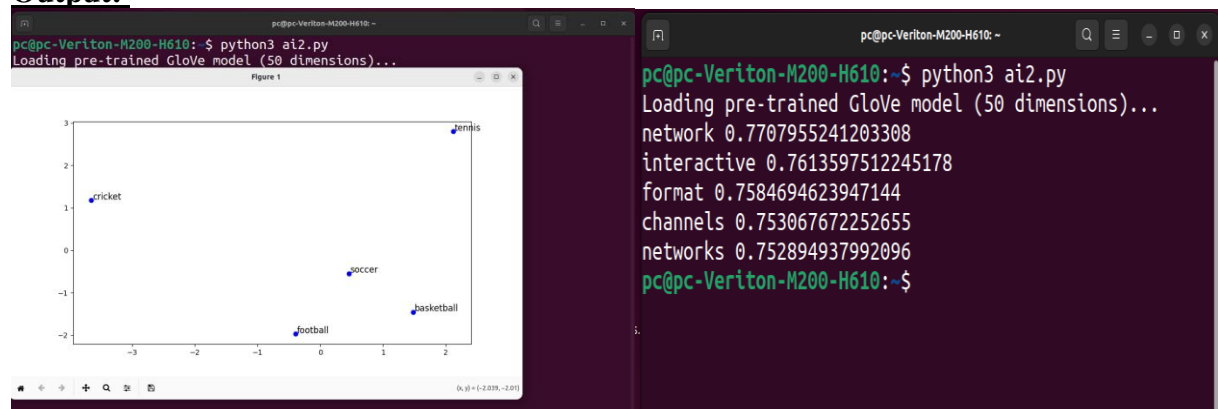 Output:
pc@pc-Veriton-M200-H610: ~
pc@pc-Veriton-M200-H610:~$ python3 ai2.py
Loading pre-trained GloVe model (50 dimensions)...
Figure 1
3
2
1
0
−1
−2
−3
−2
−1
0
1
2
tennis
cricket
soccer
basketball
football
(x, y) = (−2.039, −2.01)
pc@pc-Veriton-M200-H610: ~
pc@pc-Veriton-M200-H610:~$ python3 ai2.py
Loading pre-trained GloVe model (50 dimensions)...
network 0.7707955241203308
interactive 0.7613597512245178
format 0.7584694623947144
channels 0.753067672252655
networks 0.752894937992096
pc@pc-Veriton-M200-H610:~$
s.